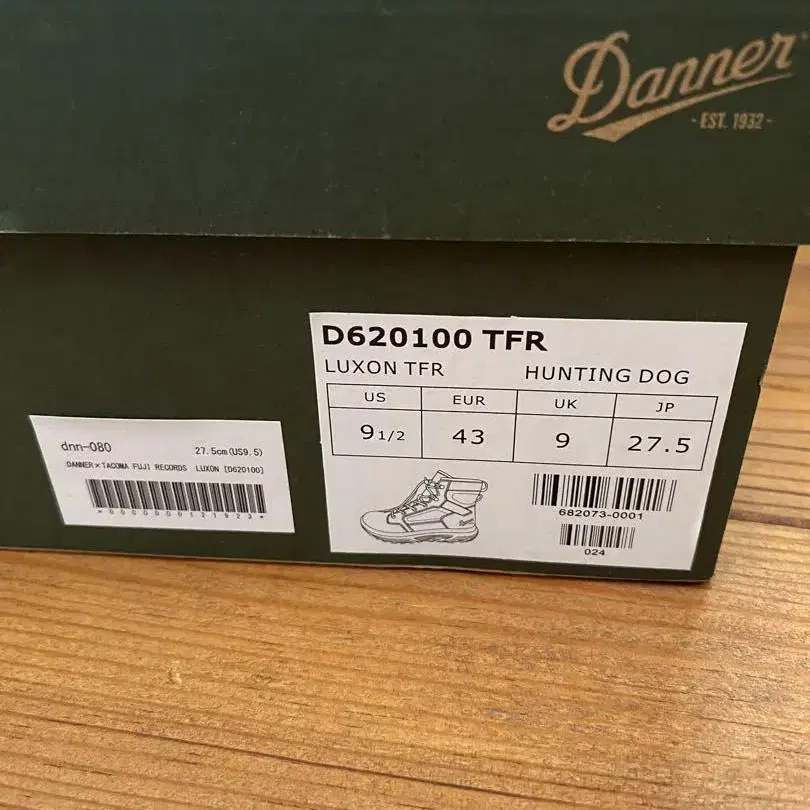 Danner
- EST. 1932 -
D620100 TFR
LUXON TFR HUNTING DOG
US EUR UK JP
9 1/2 43 9 27.5
682073-0001
024
dnn-080 27.5cm(US9.5)
DANNER×TACOMA FUJI RECORDS LUXON [D620100]